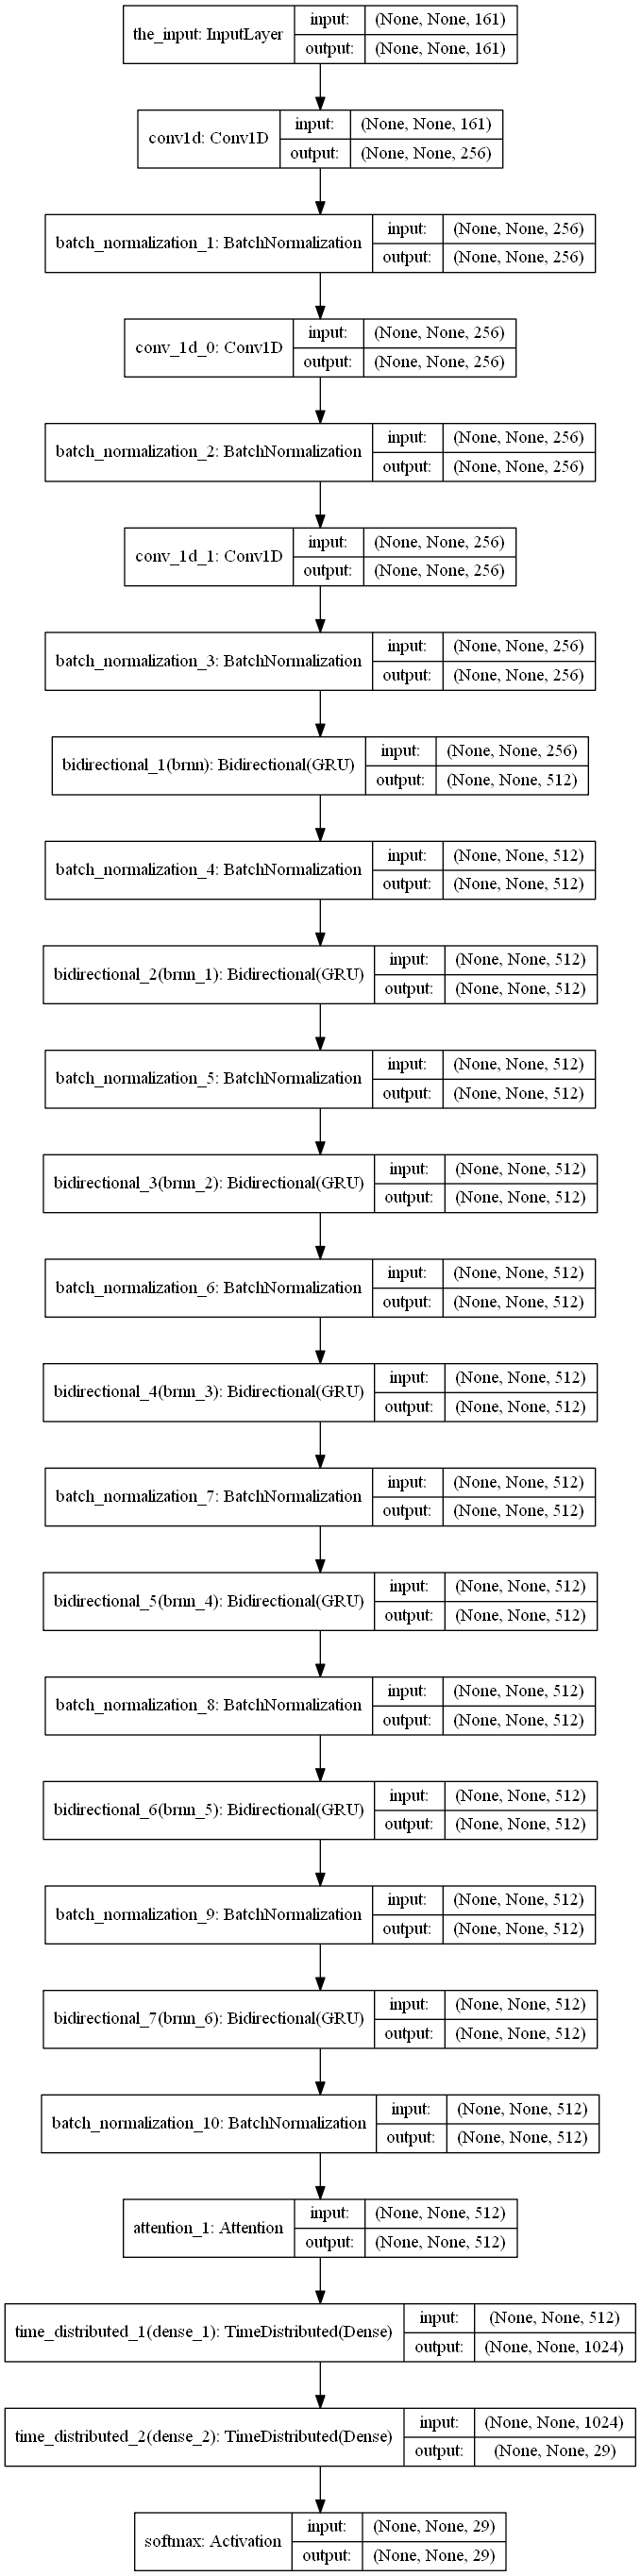 the_input: InputLayer
input: (None, None, 161)
output: (None, None, 161)
conv1d: Conv1D
input: (None, None, 161)
output: (None, None, 256)
batch_normalization_1: BatchNormalization
input: (None, None, 256)
output: (None, None, 256)
conv_1d_0: Conv1D
input: (None, None, 256)
output: (None, None, 256)
batch_normalization_2: BatchNormalization
input: (None, None, 256)
output: (None, None, 256)
conv_1d_1: Conv1D
input: (None, None, 256)
output: (None, None, 256)
batch_normalization_3: BatchNormalization
input: (None, None, 256)
output: (None, None, 256)
bidirectional_1(brnn): Bidirectional(GRU)
input: (None, None, 256)
output: (None, None, 512)
batch_normalization_4: BatchNormalization
input: (None, None, 512)
output: (None, None, 512)
bidirectional_2(brnn_1): Bidirectional(GRU)
input: (None, None, 512)
output: (None, None, 512)
batch_normalization_5: BatchNormalization
input: (None, None, 512)
output: (None, None, 512)
bidirectional_3(brnn_2): Bidirectional(GRU)
input: (None, None, 512)
output: (None, None, 512)
batch_normalization_6: BatchNormalization
input: (None, None, 512)
output: (None, None, 512)
bidirectional_4(brnn_3): Bidirectional(GRU)
input: (None, None, 512)
output: (None, None, 512)
batch_normalization_7: BatchNormalization
input: (None, None, 512)
output: (None, None, 512)
bidirectional_5(brnn_4): Bidirectional(GRU)
input: (None, None, 512)
output: (None, None, 512)
batch_normalization_8: BatchNormalization
input: (None, None, 512)
output: (None, None, 512)
bidirectional_6(brnn_5): Bidirectional(GRU)
input: (None, None, 512)
output: (None, None, 512)
batch_normalization_9: BatchNormalization
input: (None, None, 512)
output: (None, None, 512)
bidirectional_7(brnn_6): Bidirectional(GRU)
input: (None, None, 512)
output: (None, None, 512)
batch_normalization_10: BatchNormalization
input: (None, None, 512)
output: (None, None, 512)
attention_1: Attention
input: (None, None, 512)
output: (None, None, 512)
time_distributed_1(dense_1): TimeDistributed(Dense)
input: (None, None, 512)
output: (None, None, 1024)
time_distributed_2(dense_2): TimeDistributed(Dense)
input: (None, None, 1024)
output: (None, None, 29)
softmax: Activation
input: (None, None, 29)
output: (None, None, 29)